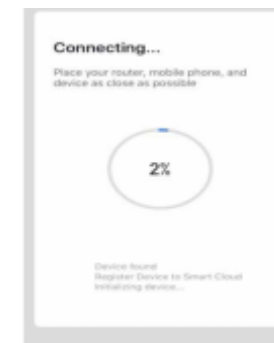 Connecting...
Place your router, mobile phone, and
device as close as possible
2%
Device found
Register Device to Smart Cloud
Initializing device...